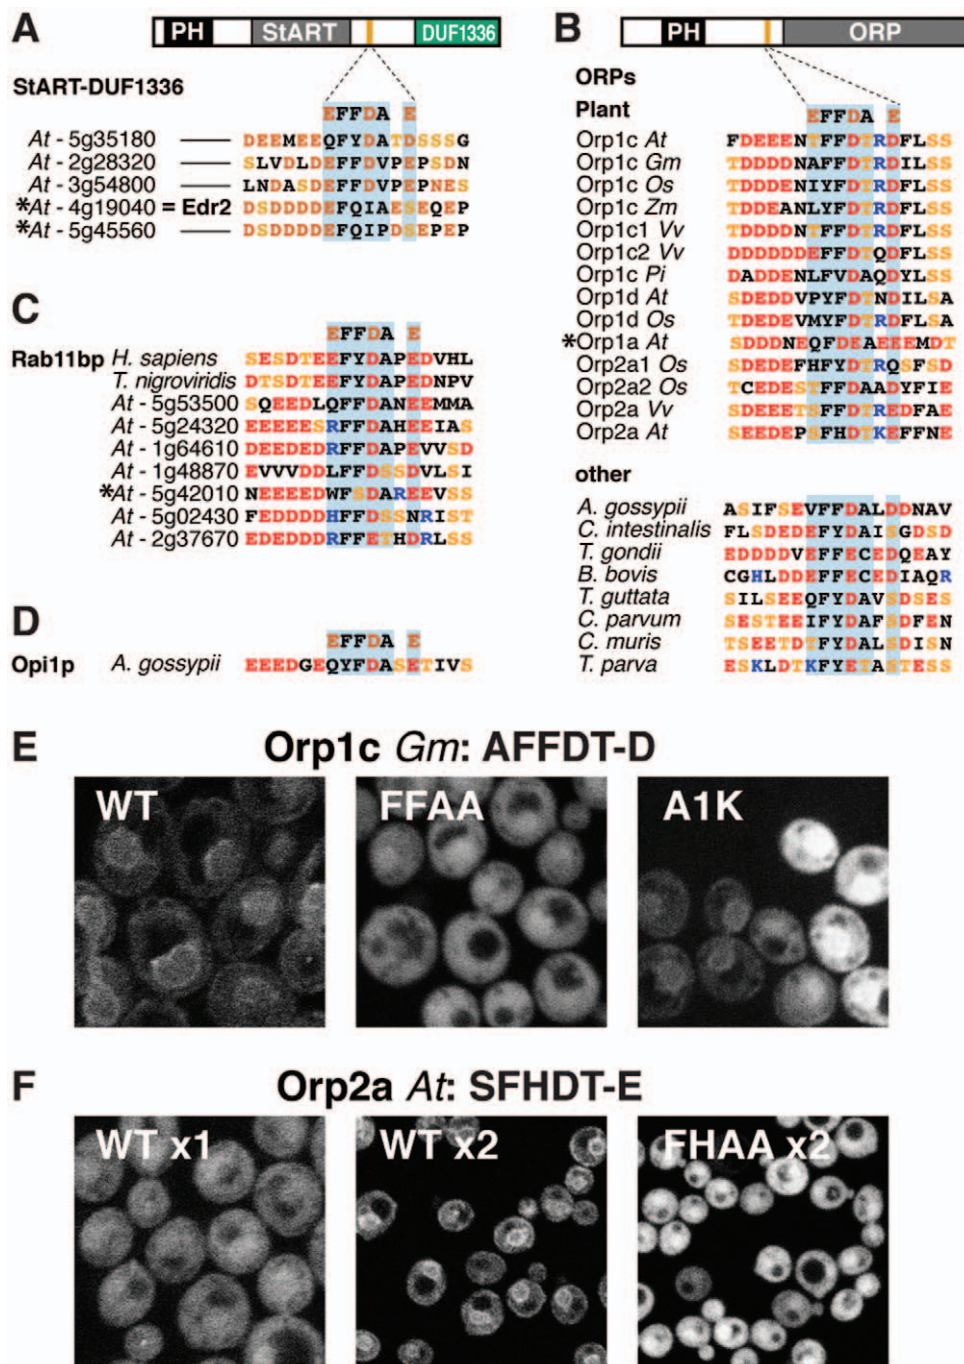 A
PH StART DUF1336
StART-DUF1336
EFFDA E
At - 5g35180 DEEMEEQFYDATDSSSG
At - 2g28320 SLVDLDEFFDVPEPSDN
At - 3g54800 LNDASDEFFDVPEPNES
*At - 4g19040 = Edr2 DSDDDDEFQIAESEQEP
*At - 5g45560 DSDDDDEFQIPDSEPEP
B
PH ORP
ORPs
Plant
EFFDA E
Orp1c At FDEEENTFFDTRDFLSS
Orp1c Gm TDDDDNAFFDTRDFLSS
Orp1c Os TDDDENIYFDTRDFLSS
Orp1c Zm TDDEANLYFDTRDFLSS
Orp1c1 Vv TDDDDNTFFDTRDFLSS
Orp1c2 Vv DDDDDDEFFDTQDFLSS
Orp1c Pi DADDENLFVDAQDYLSS
Orp1d At SDEDDVPYFDTNDILSA
Orp1d Os TDEDEVMYFDTRDFLSA
*Orp1a At SDDDNEQFDEAEEEMDT
Orp2a1 Os SDEDEFHFYDTRQSFSD
Orp2a2 Os TCEDESTFFDAADYFIE
Orp2a Vv SDEEETSFFDTREDFAE
Orp2a At SEEDEPSFHDTKEFFNE
other
A. gossypii ASIFSEVFFDALDDNAV
C. intestinalis FLSDEDEFYDAISGDSD
T. gondii EDDDDVEFFECEDQEAY
B. bovis CGHLDDEFFECEDIAQR
T. guttata SILSEEQFYDAVSDSES
C. parvum SESTEEIFYDAFSDFEN
C. muris TSEETDTFYDALSDISN
T. parva ESKLDTKFYETASTESS
C
EFFDA E
Rab11bp H. sapiens SESDTEEFYDAPEDVHL
T. nigroviridis DTSDTEEFYDAPEDNPV
At - 5g53500 SQEEDLQFFDANEEMMA
At - 5g24320 EEEEESRFFDAHEEIAS
At - 1g64610 DEEDEDRFFDAPEVVSD
At - 1g48870 EVVVDDLFFDSSDVLSI
*At - 5g42010 NEEEEDWFSDAREEVSS
At - 5g02430 FEDDDDHFFDSSNRIST
At - 2g37670 EDEDDDRFFETHDRLSS
D
EFFDA E
Opi1p A. gossypii EEEDGEQYFDASETIVS
E
Orp1c Gm: AFFDT-D
WT FFAA A1K
F
Orp2a At: SFHDT-E
WT x1 WT x2 FHAA x2